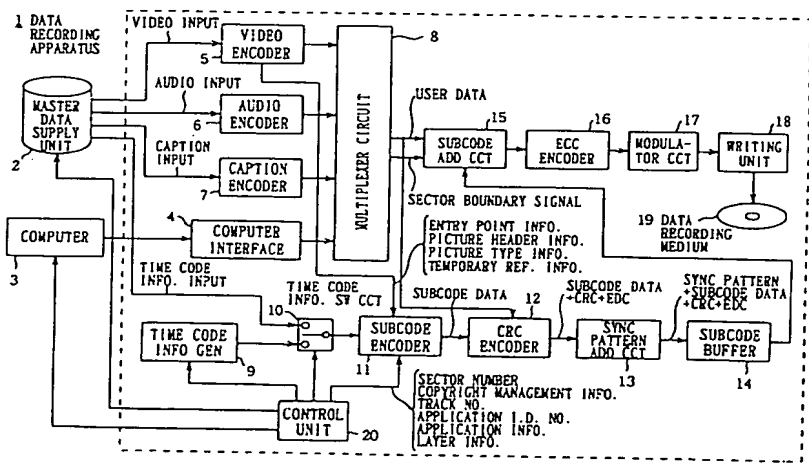 1 DATA
RECORDING
APPARATUS
VIDEO INPUT
VIDEO
ENCODER
5
8
MASTER
DATA
SUPPLY
UNIT
2
AUDIO INPUT
AUDIO
ENCODER
6
CAPTION
INPUT
CAPTION
ENCODER
7
MULTIPLEXER CIRCUIT
USER DATA
15
SUBCODE
ADD CCT
16
ECC
ENCODER
17
MODULA-
TOR CCT
18
WRITING
UNIT
SECTOR BOUNDARY SIGNAL
19 DATA
RECORDING
MEDIUM
COMPUTER
3
4
COMPUTER
INTERFACE
ENTRY POINT INFO.
PICTURE HEADER INFO.
PICTURE TYPE INFO.
TEMPORARY REF. INFO.
TIME CODE
INFO. INPUT
TIME CODE
INFO. SW CCT
10
TIME CODE
INFO GEN
9
SUBCODE
ENCODER
11
SUBCODE DATA
12
CRC
ENCODER
SUBCODE DATA
+CRC+EDC
SYNC
PATTERN
ADD CCT
13
SYNC PATTERN
+SUBCODE DATA
+CRC+EDC
SUBCODE
BUFFER
14
CONTROL
UNIT
20
SECTOR NUMBER
COPYRIGHT MANAGEMENT INFO.
TRACK NO.
APPLICATION I.D. NO.
APPLICATION INFO.
LAYER INFO.